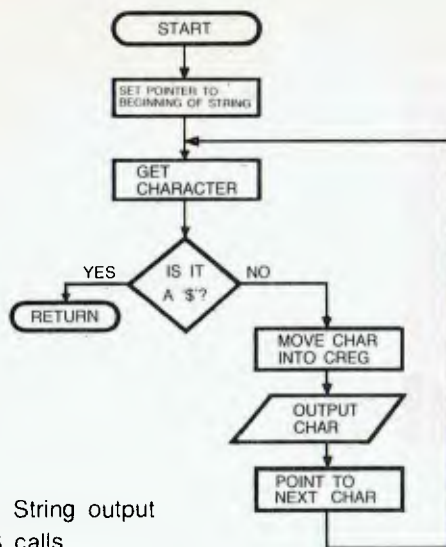 START
SET POINTER TO
BEGINNING OF STRING
GET
CHARACTER
IS IT
A '$'?
YES
NO
RETURN
MOVE CHAR
INTO CREG
OUTPUT
CHAR
POINT TO
NEXT CHAR
String output
calls